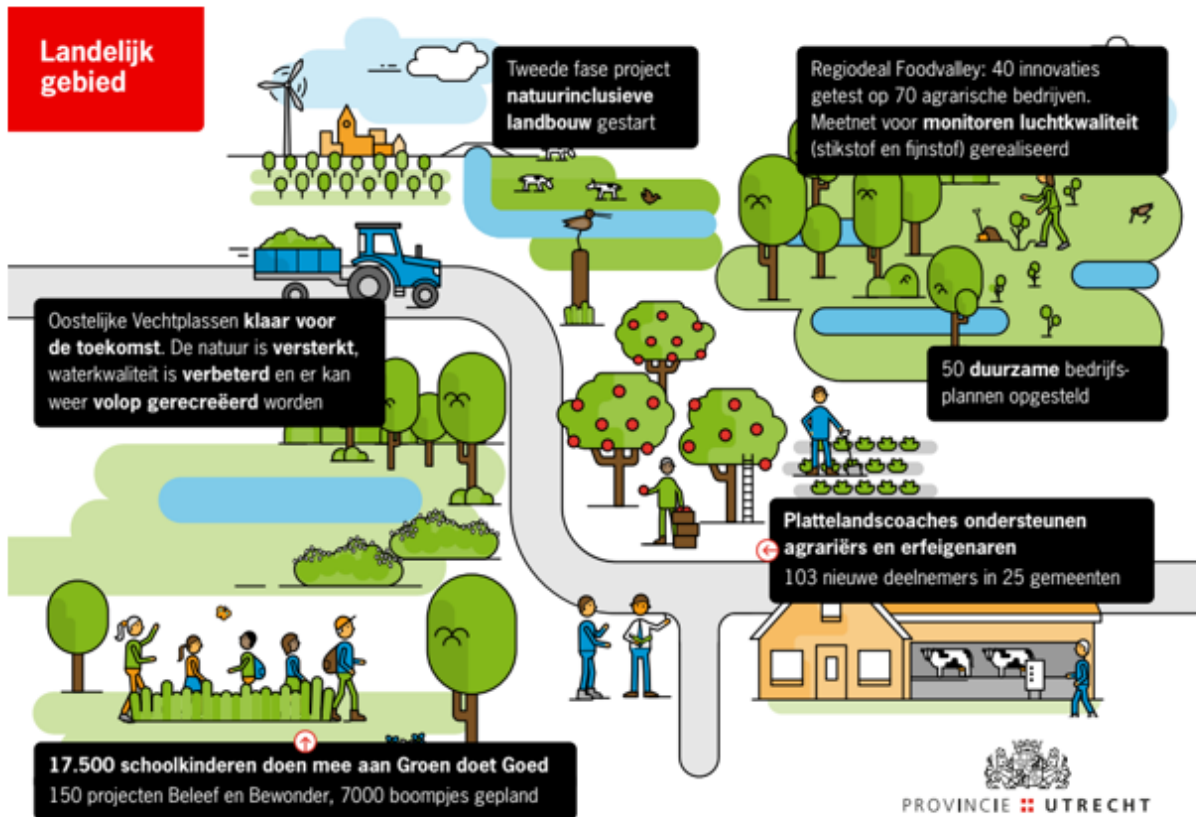 Landelijk
gebied
Tweede fase project
natuurinclusieve
landbouw gestart
Regiodeal Foodvalley: 40 innovaties
getest op 70 agrarische bedrijven.
Meetnet voor monitoren luchtkwaliteit
(stikstof en fijnstof) gerealiseerd
Oostelijke Vechtplassen klaar voor
de toekomst. De natuur is versterkt,
waterkwaliteit is verbeterd en er kan
weer volop gerecreëerd worden
50 duurzame bedrijfs-
plannen opgesteld
Plattelandscoaches ondersteunen
agrariërs en erfeigenaren
103 nieuwe deelnemers in 25 gemeenten
17.500 schoolkinderen doen mee aan Groen doet Goed
150 projecten Beleef en Bewonder, 7000 boompjes gepland
PROVINCIE UTRECHT